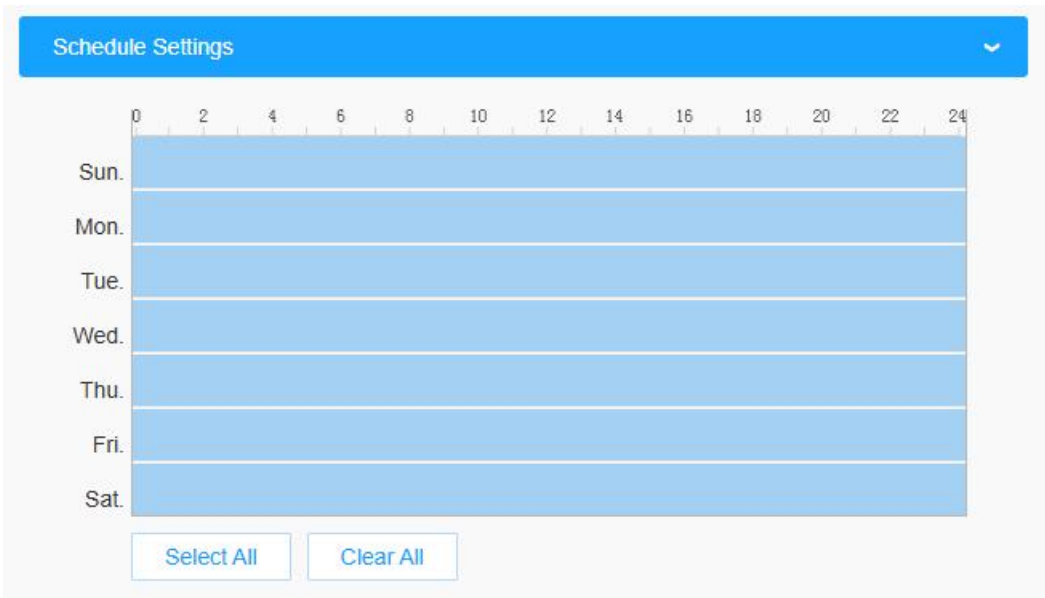 Schedule Settings
0 2 4 6 8 10 12 14 16 18 20 22 24
Sun.
Mon.
Tue.
Wed.
Thu.
Fri.
Sat.
Select All Clear All